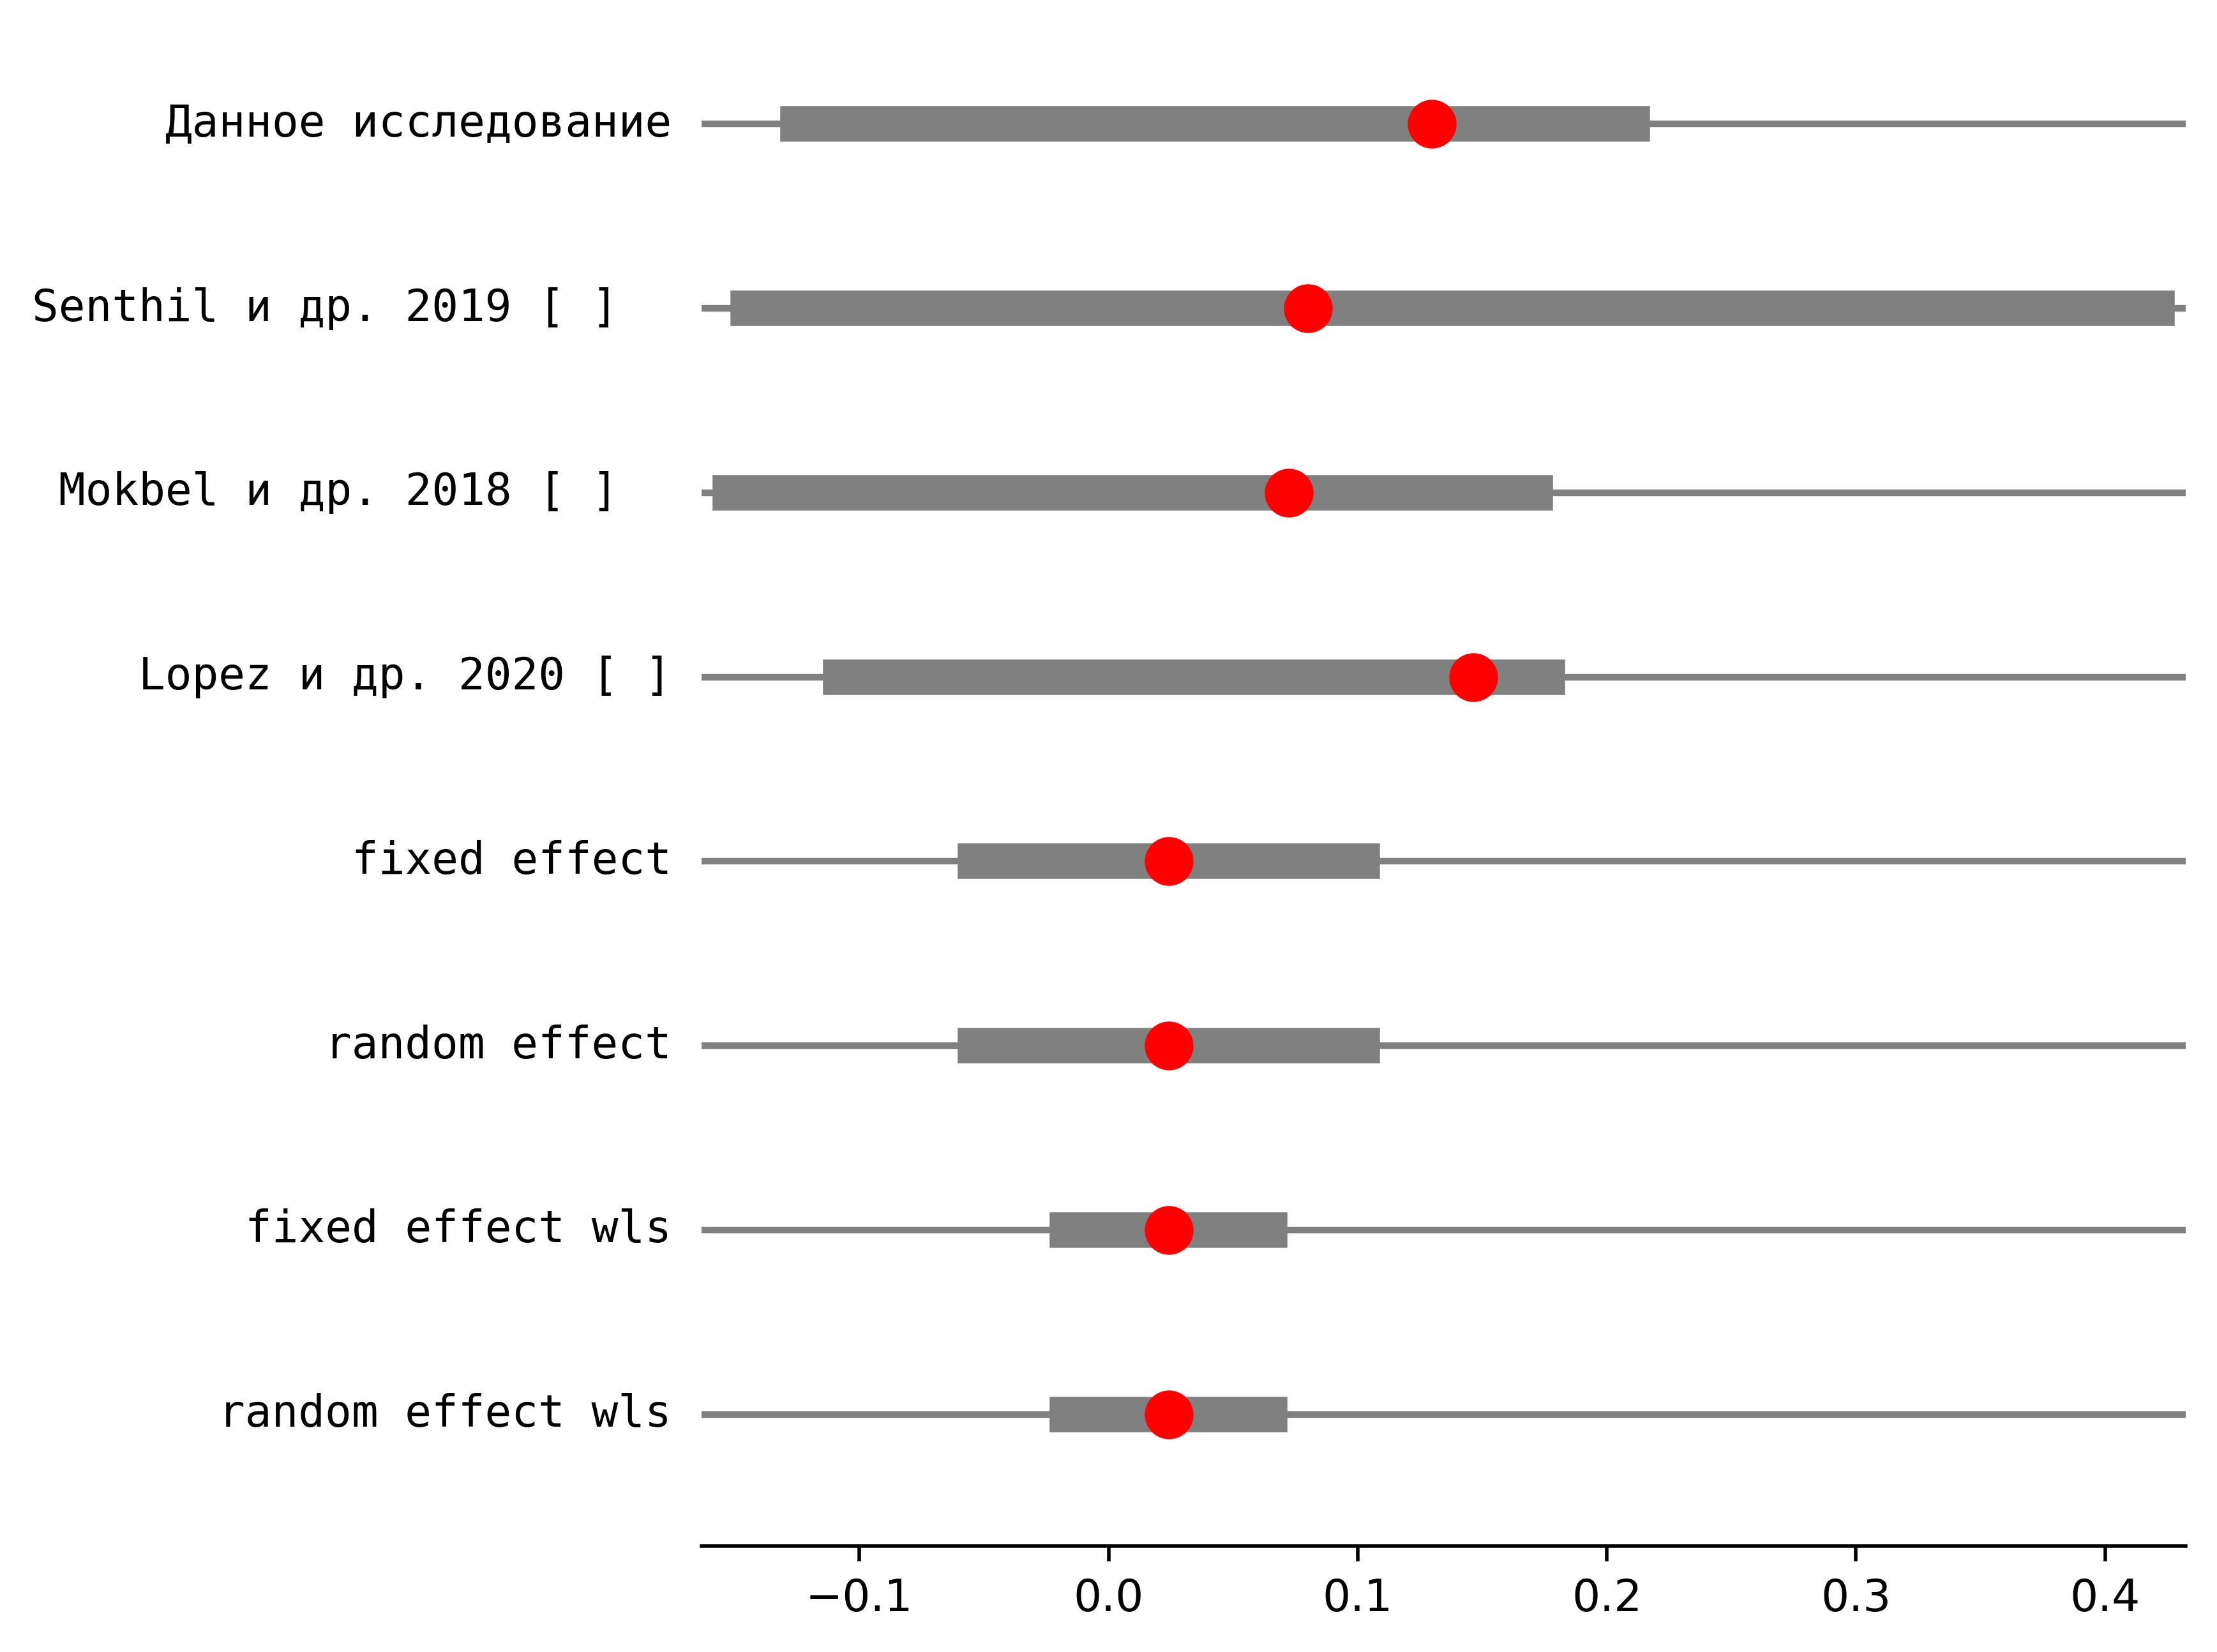 Данное исследование
Senthil и др. 2019 [ ]
Mokbel и др. 2018 [ ]
Lopez и др. 2020 [ ]
fixed effect
random effect
fixed effect wls
random effect wls
−0.1 0.0 0.1 0.2 0.3 0.4